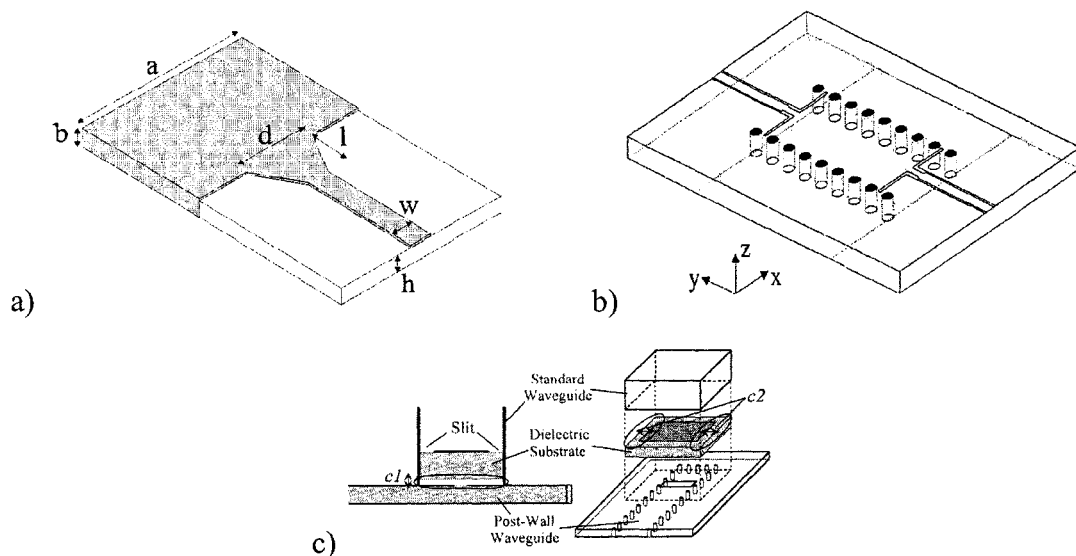 a
b
d
l
w
h
a)
z
y
x
b)
Standard
Waveguide
c2
Slit
Dielectric
Substrate
c1
Post-Wall
Waveguide
c)